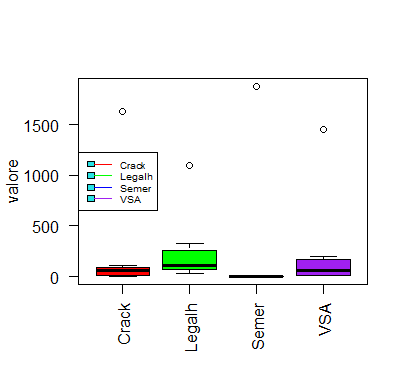 valore
1500
1000
500
0
Crack
Legalh
Semer
VSA
Crack
Legalh
Semer
VSA